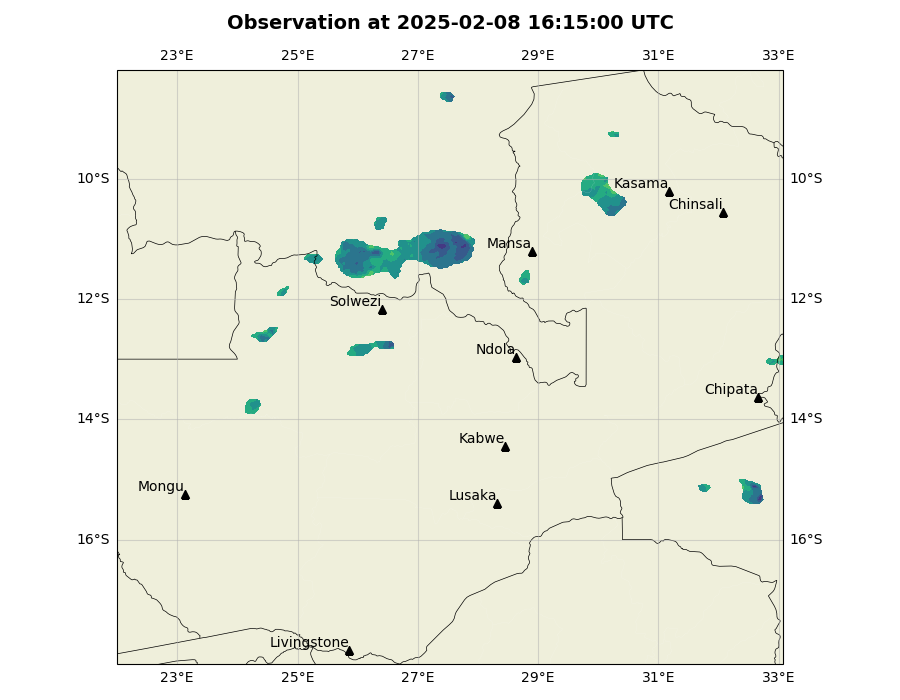 Observation at 2025-02-08 16:15:00 UTC
23°E 25°E 27°E 29°E 31°E 33°E
10°S 10°S
Kasama
Chinsali
Mansa
12°S 12°S
Solwezi
Ndola
Chipata
14°S 14°S
Kabwe
Mongu
Lusaka
16°S 16°S
Livingstone
23°E 25°E 27°E 29°E 31°E 33°E